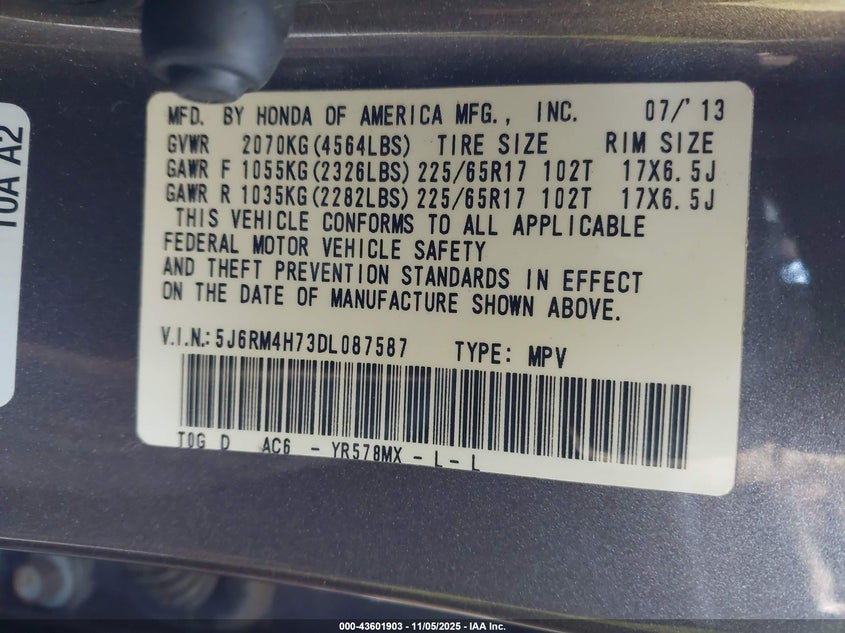 MFD. BY HONDA OF AMERICA MFG., INC. 07/'13
GVWR 2070KG(4564LBS) TIRE SIZE RIM SIZE
GAWR F 1055KG(2326LBS) 225/65R17 102T 17X6.5J
GAWR R 1035KG(2282LBS) 225/65R17 102T 17X6.5J
THIS VEHICLE CONFORMS TO ALL APPLICABLE
FEDERAL MOTOR VEHICLE SAFETY
AND THEFT PREVENTION STANDARDS IN EFFECT
ON THE DATE OF MANUFACTURE SHOWN ABOVE.
V.I.N.: 5J6RM4H73DL087587 TYPE: MPV
T0G D AC6 - YR578MX - L - L
T0A A2
000-43601903 - 11/05/2025 - IAA Inc.